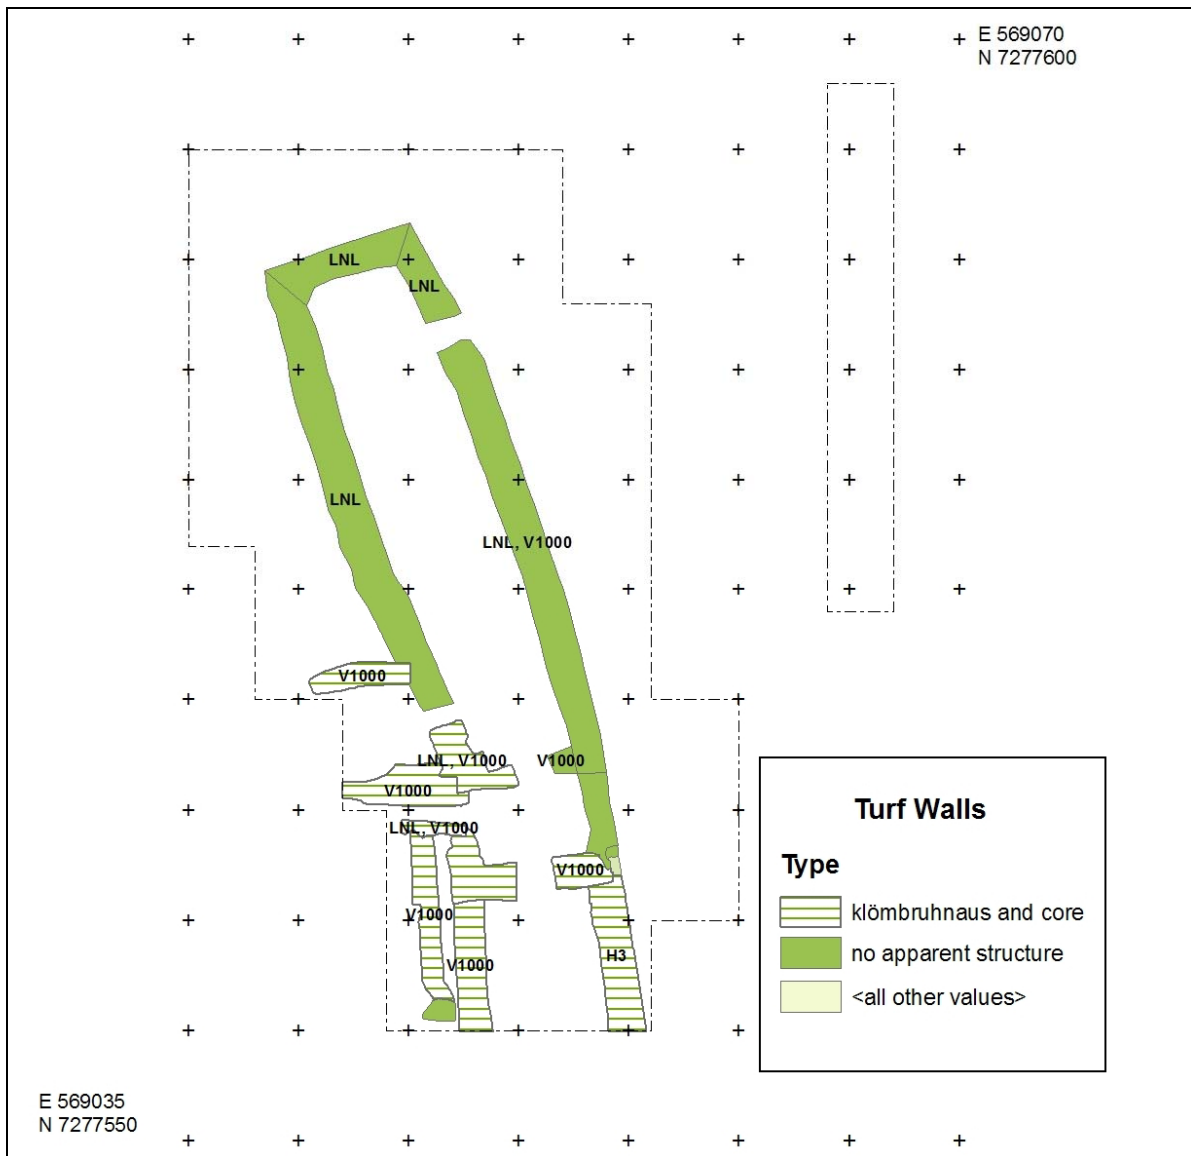 E 569070
N 7277600
LNL
LNL
LNL
LNL, V1000
V1000
LNL, V1000
V1000
V1000
LNL, V1000
V1000
V1000
V1000
H3
Turf Walls
Type
klömbruhnaus and core
no apparent structure
<all other values>
E 569035
N 7277550